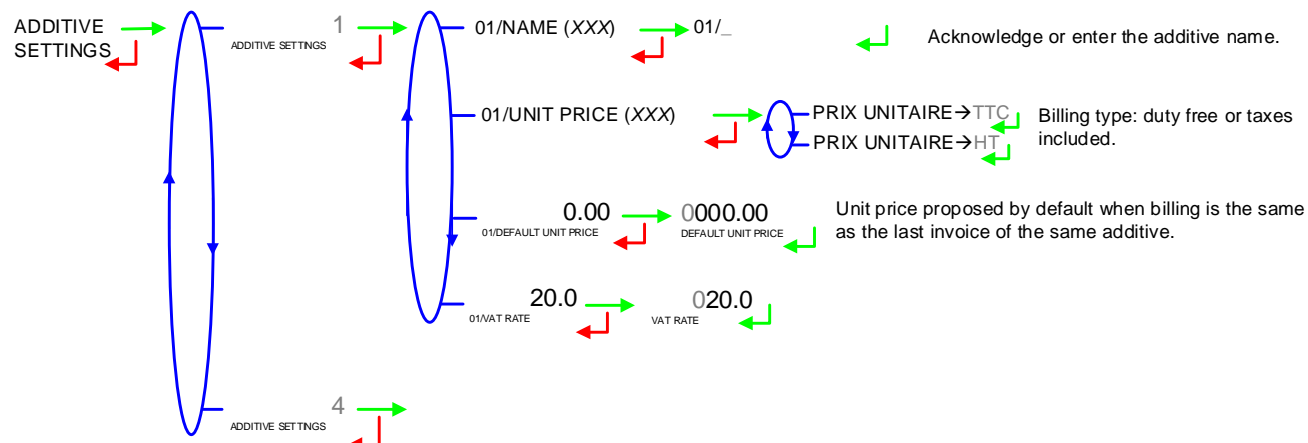 ADDITIVE
SETTINGS
1
ADDITIVE SETTINGS
01/NAME (XXX)
01/_
Acknowledge or enter the additive name.
01/UNIT PRICE (XXX)
PRIX UNITAIRE→TTC
PRIX UNITAIRE→HT
Billing type: duty free or taxes
included.
0.00
01/DEFAULT UNIT PRICE
0000.00
DEFAULT UNIT PRICE
Unit price proposed by default when billing is the same
as the last invoice of the same additive.
20.0
01/VAT RATE
020.0
VAT RATE
4
ADDITIVE SETTINGS